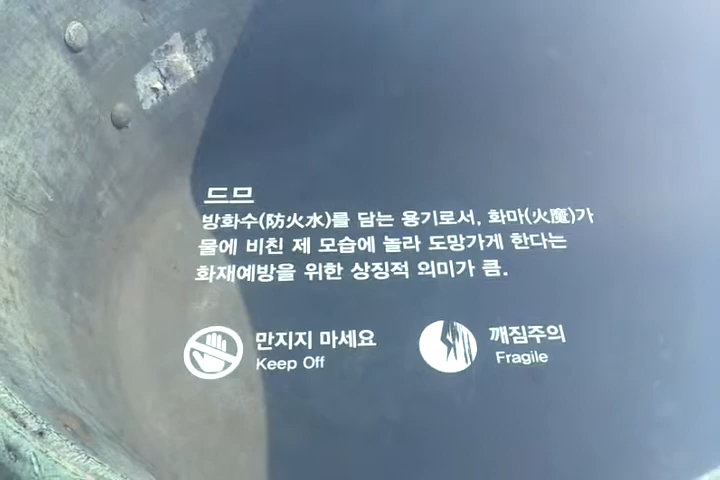 드므
방화수(防火水)를 담는 용기로서, 화마(火魔)가
물에 비친 제 모습에 놀라 도망가게 한다는
화재예방을 위한 상징적 의미가 큼.
만지지 마세요
Keep Off
깨짐주의
Fragile